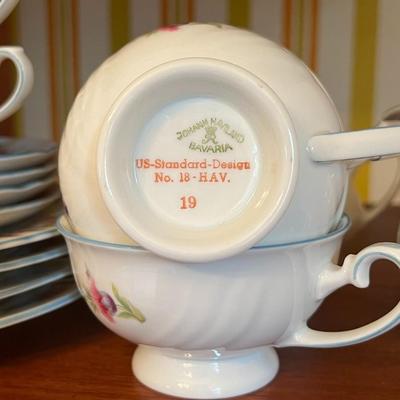 JOHANN HAVILAND
BAVARIA
US-Standard-Design
No. 18-HAV.
19